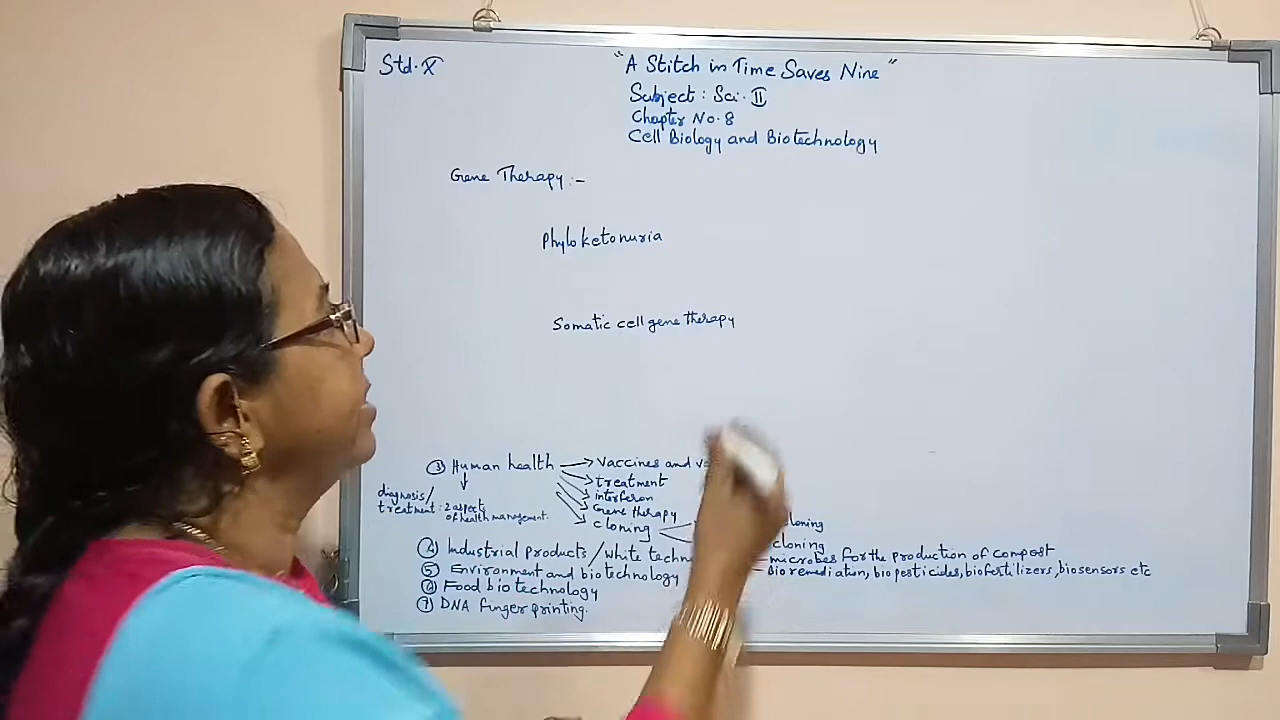 Std. X
"A Stitch in Time Saves Nine"
Subject: Sci. II
Chapter No. 8
Cell Biology and Biotechnology
Gene Therapy :-
Phyloketonuria
Somatic cell gene therapy
③ Human health → Vaccines and
treatment
interferon
Gene therapy
cloning
cloning
cloning
diagnosis/
treatment: 2 aspects
of health management.
④ Industrial products / white microbes for the production of compost
⑤ Environment and biotechnology - Bioremediation, biopesticides, biofertilizers, biosensors etc
⑥ Food biotechnology
⑦ DNA finger printing.